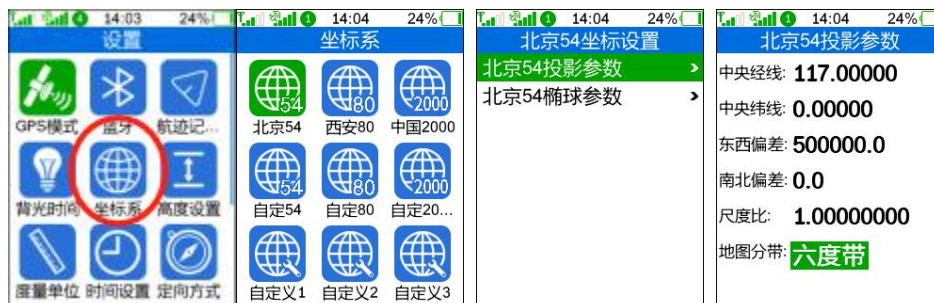 14:03
24%
设置
GPS模式
蓝牙
航迹记...
背光时间
坐标系
高度设置
度量单位
时间设置
定向方式
1
14:04
24%
坐标系
54
80
2000
北京54
西安80
中国2000
54
80
2000
自定54
自定80
自定20...
自定义1
自定义2
自定义3
1
14:04
24%
北京54坐标设置
北京54投影参数
北京54椭球参数
1
14:04
24%
北京54投影参数
中央经线: 117.00000
中央纬线: 0.00000
东西偏差: 500000.0
南北偏差: 0.0
尺度比: 1.00000000
地图分带: 六度带